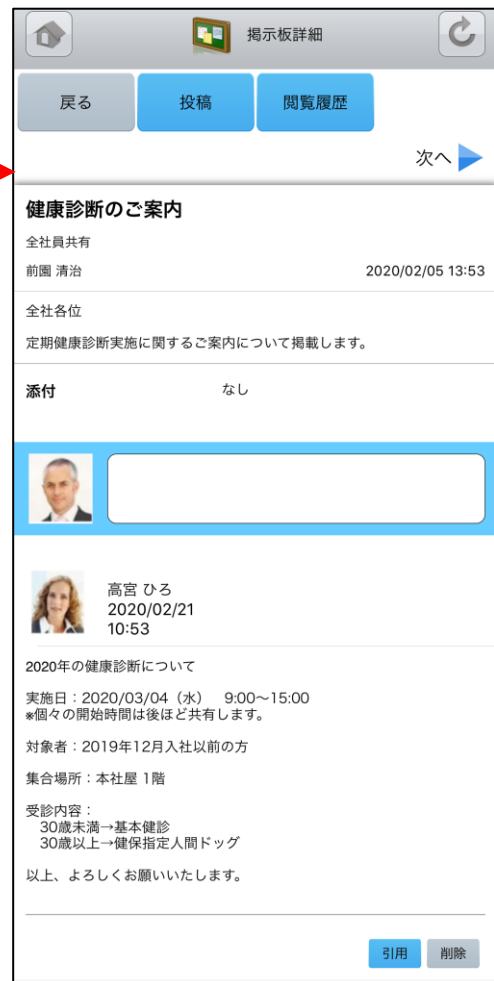 掲示板詳細
戻る 投稿 閲覧履歴
次へ
健康診断のご案内
全社員共有
前園 清治 2020/02/05 13:53
全社各位
定期健康診断実施に関するご案内について掲載します。
添付 なし
高宮 ひろ
2020/02/21
10:53
2020年の健康診断について
実施日：2020/03/04（水） 9:00～15:00
※個々の開始時間は後ほど共有します。
対象者：2019年12月入社以前の方
集合場所：本社屋 1階
受診内容：
30歳未満→基本健診
30歳以上→健保指定人間ドッグ
以上、よろしくお願いいたします。
引用 削除